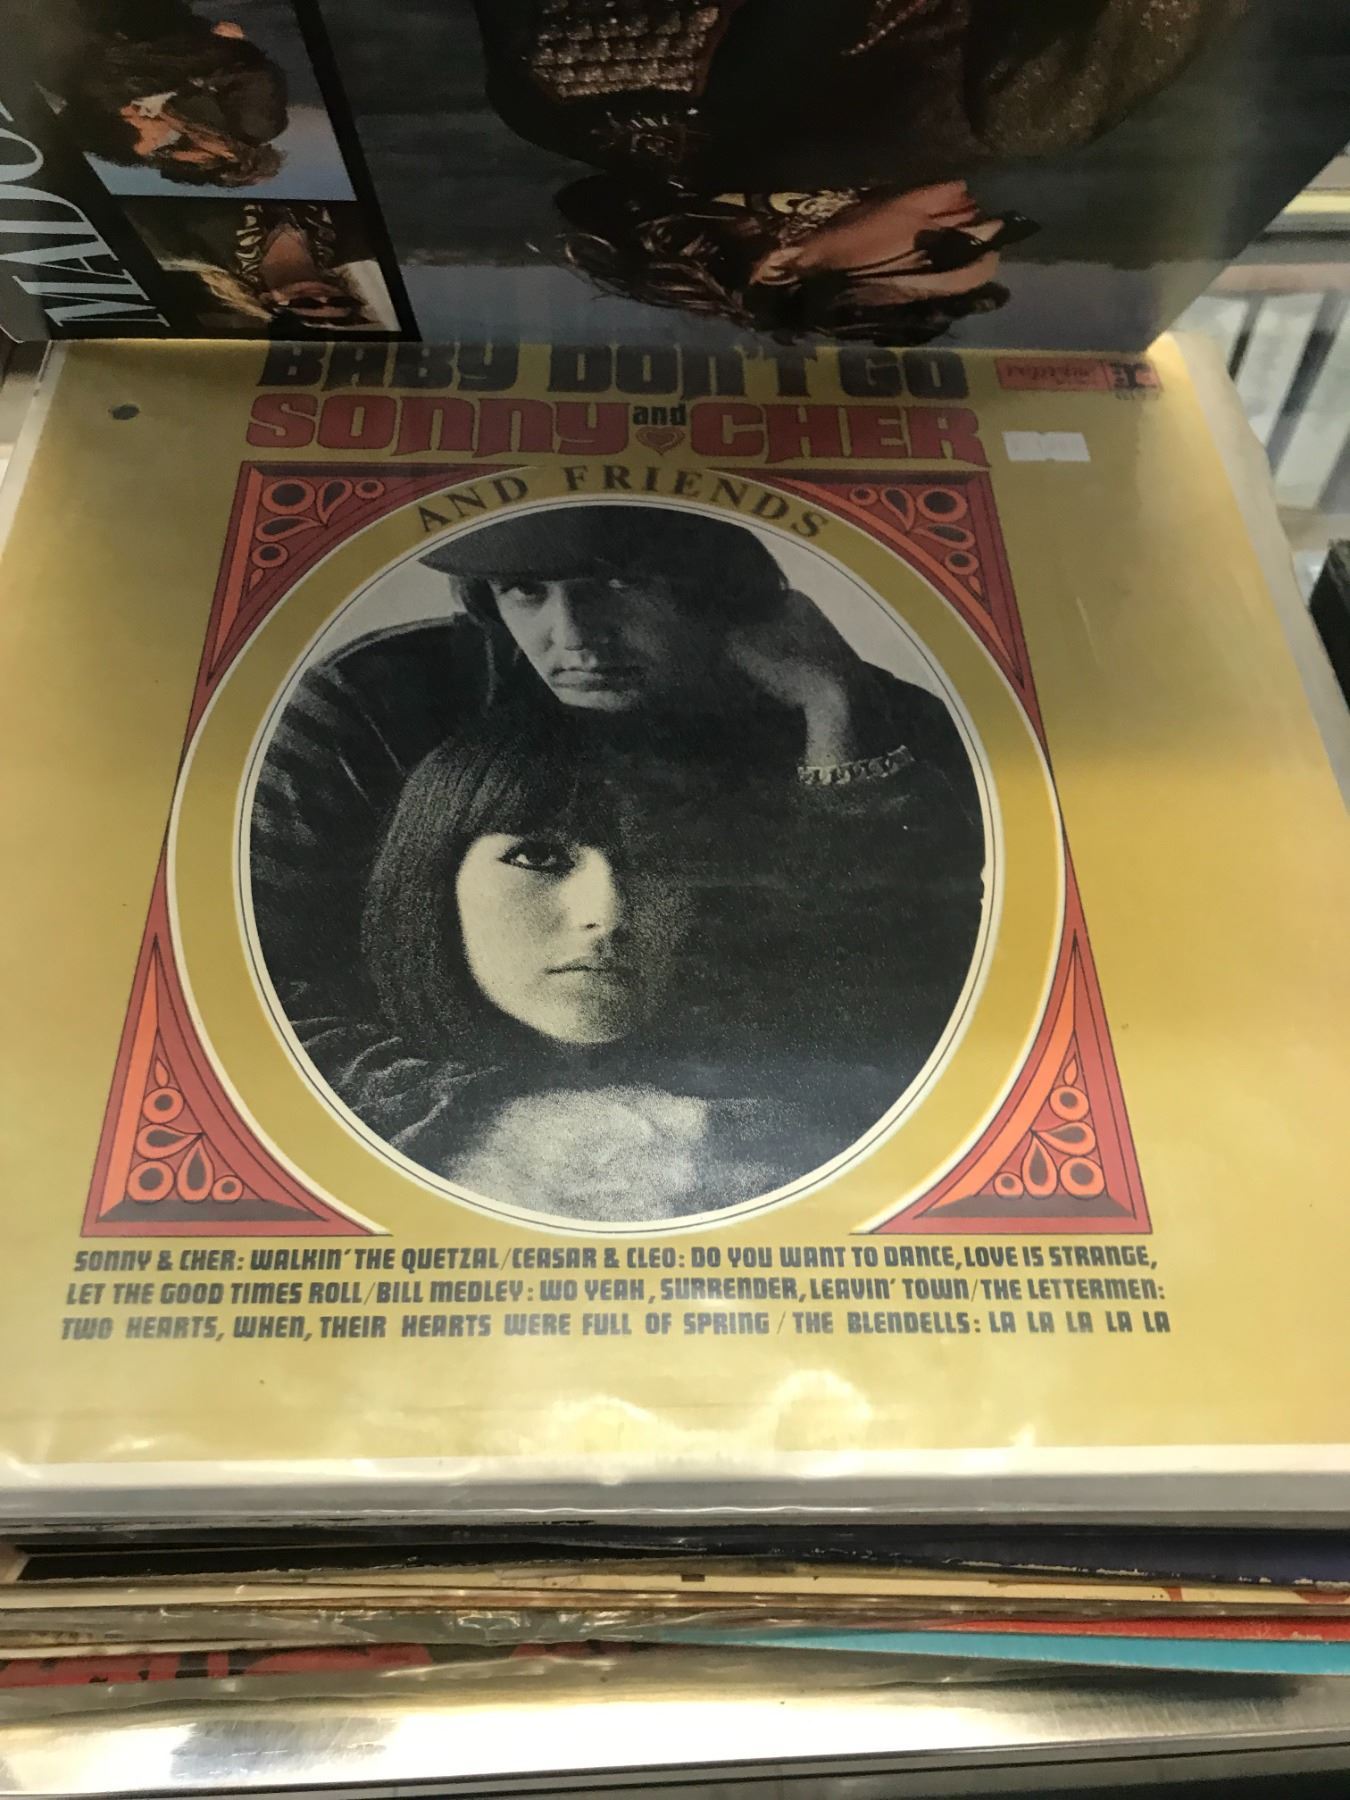 MAIDO
BABY DON'T GO
SONNY and CHER
AND FRIENDS
SONNY & CHER: WALKIN' THE QUETZAL/CEASAR & CLEO: DO YOU WANT TO DANCE, LOVE IS STRANGE,
LET THE GOOD TIMES ROLL/BILL MEDLEY: WO YEAH, SURRENDER, LEAVIN' TOWN/THE LETTERMEN:
TWO HEARTS, WHEN, THEIR HEARTS WERE FULL OF SPRING/THE BLENDELLS: LA LA LA LA LA